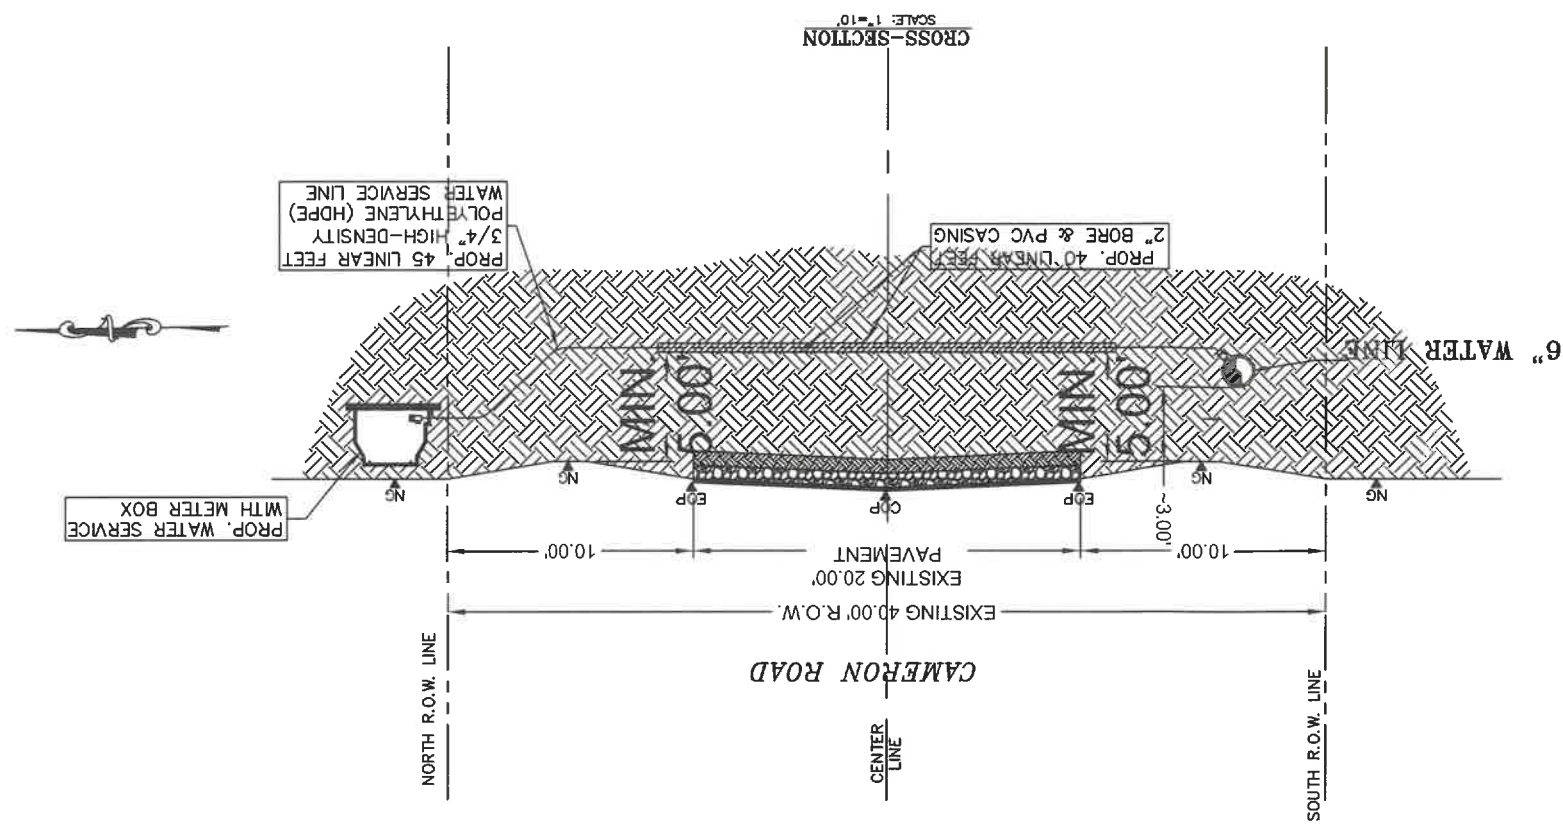 SOUTH R.O.W. LINE
CENTER
LINE
NORTH R.O.W. LINE
CAMERON ROAD
EXISTING 40.00' R.O.W.
10.00'
EXISTING 20.00'
PAVEMENT
10.00'
~3.00'
PROP. WATER SERVICE
WITH METER BOX
NG
NG
EOP
COP
EOP
NG
NG
5.00'
MIN.
5.00'
MIN.
6" WATER LINE
PROP. 40 LINEAR FEET
2" BORE & PVC CASING
PROP. 45 LINEAR FEET
3/4" HIGH-DENSITY
POLYETHYLENE (HDPE)
WATER SERVICE LINE
CROSS-SECTION
SCALE: 1"=10'